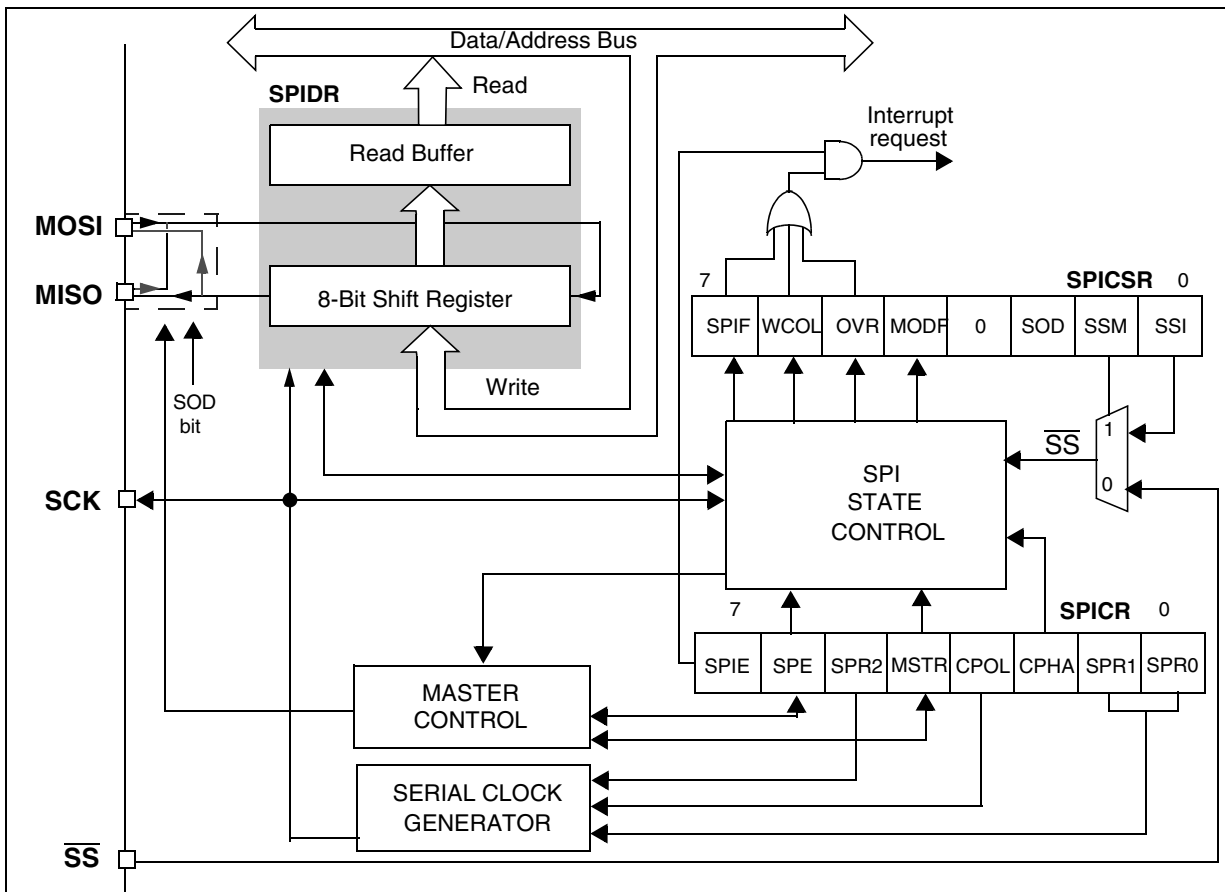 Data/Address Bus
SPIDR
Read
Read Buffer
Interrupt
request
MOSI
MISO
8-Bit Shift Register
7
SPICSR
0
SPIF
WCOL
OVR
MODF
0
SOD
SSM
SSI
Write
SOD
bit
1
SS
0
SCK
SPI
STATE
CONTROL
7
SPICR
0
SPIE
SPE
SPR2
MSTR
CPOL
CPHA
SPR1
SPR0
MASTER
CONTROL
SERIAL CLOCK
GENERATOR
SS